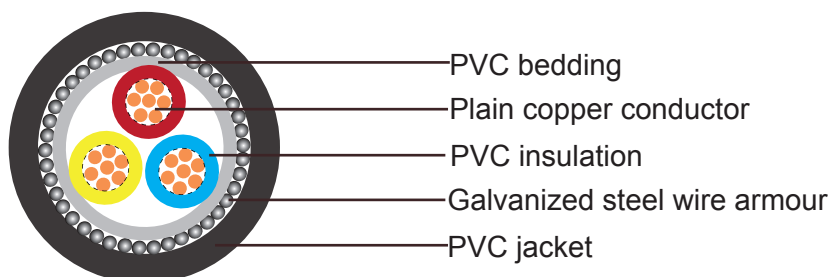 PVC bedding
Plain copper conductor
PVC insulation
Galvanized steel wire armour
PVC jacket